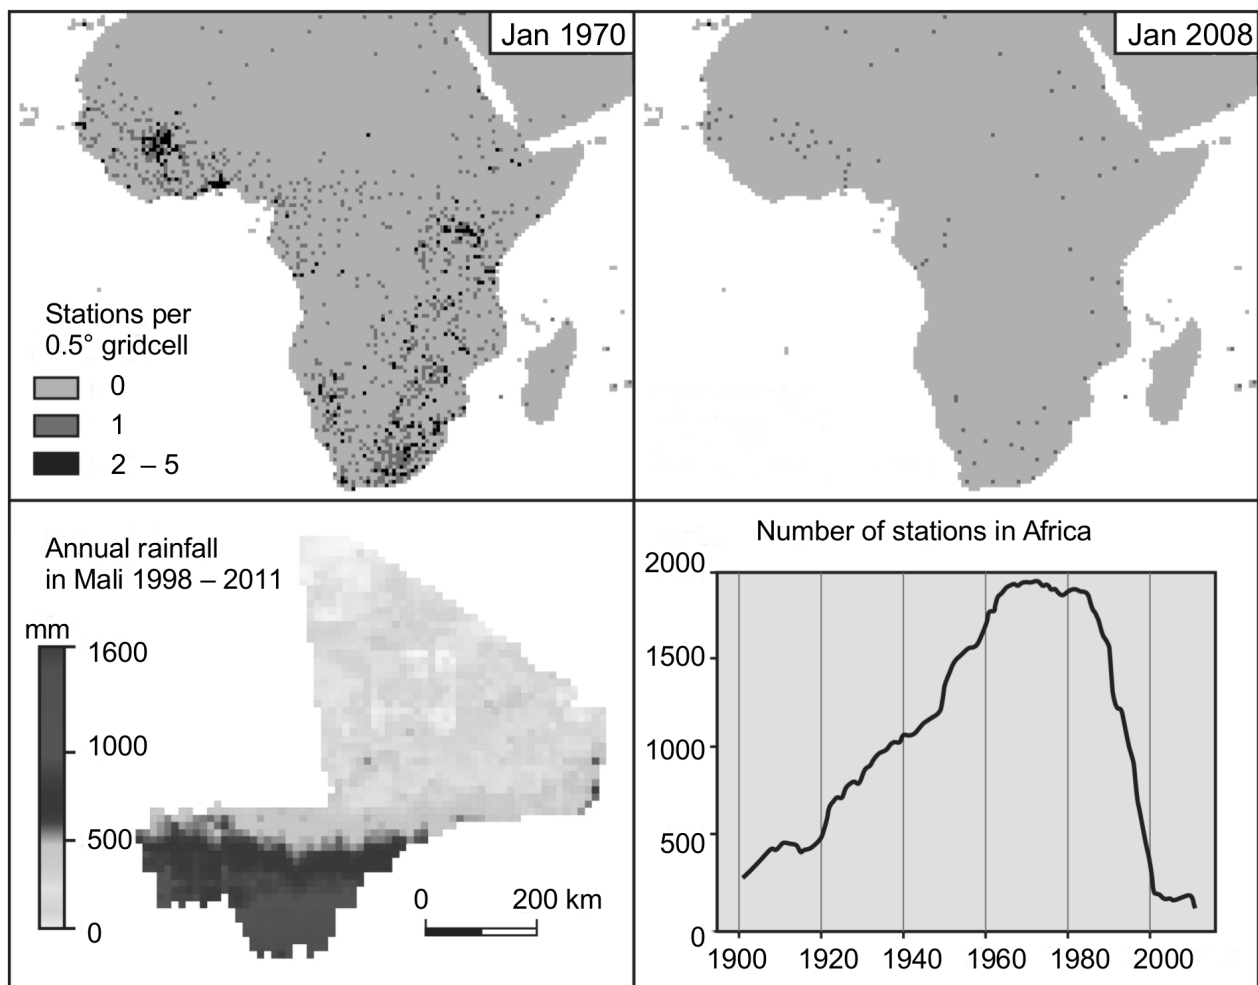 Jan 1970
Jan 2008
Stations per
0.5° gridcell
0
1
2 – 5
Annual rainfall
in Mali 1998 – 2011
mm
1600
1000
500
0
0 200 km
Number of stations in Africa
2000
1500
1000
500
0
1900 1920 1940 1960 1980 2000